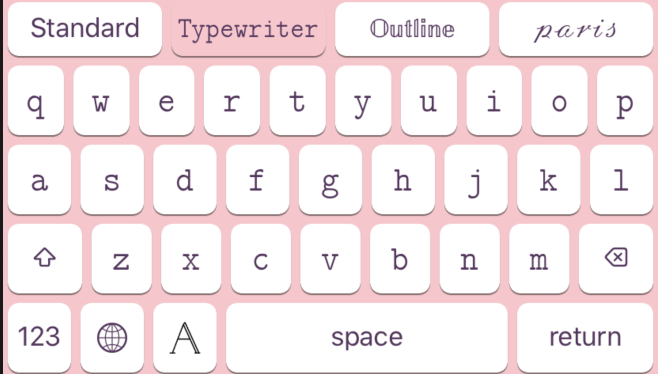 Standard Typewriter Outline paris
q w e r t y u i o p
a s d f g h j k l
z x c v b n m
123 A space return